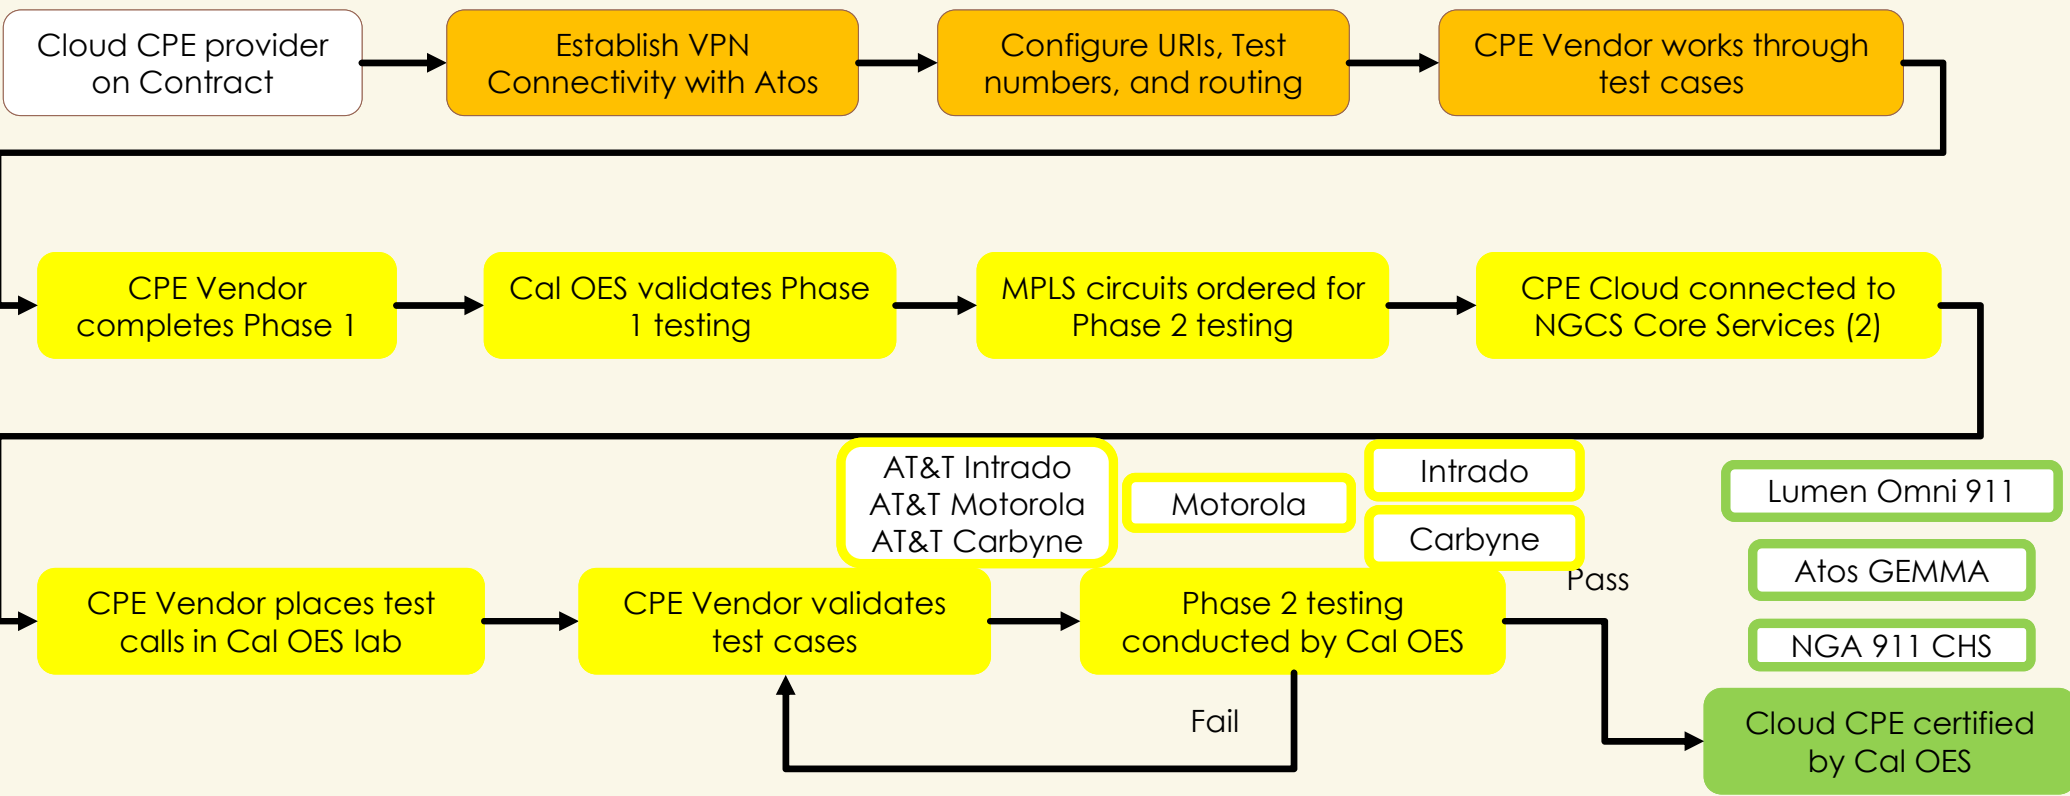 Cloud CPE provider
on Contract
Establish VPN
Connectivity with Atos
Configure URIs, Test
numbers, and routing
CPE Vendor works through
test cases
CPE Vendor
completes Phase 1
Cal OES validates Phase
1 testing
MPLS circuits ordered for
Phase 2 testing
CPE Cloud connected to
NGCS Core Services (2)
AT&T Intrado
AT&T Motorola
AT&T Carbyne
Motorola
Intrado
Carbyne
Lumen Omni 911
Atos GEMMA
NGA 911 CHS
CPE Vendor places test
calls in Cal OES lab
CPE Vendor validates
test cases
Phase 2 testing
conducted by Cal OES
Pass
Fail
Cloud CPE certified
by Cal OES